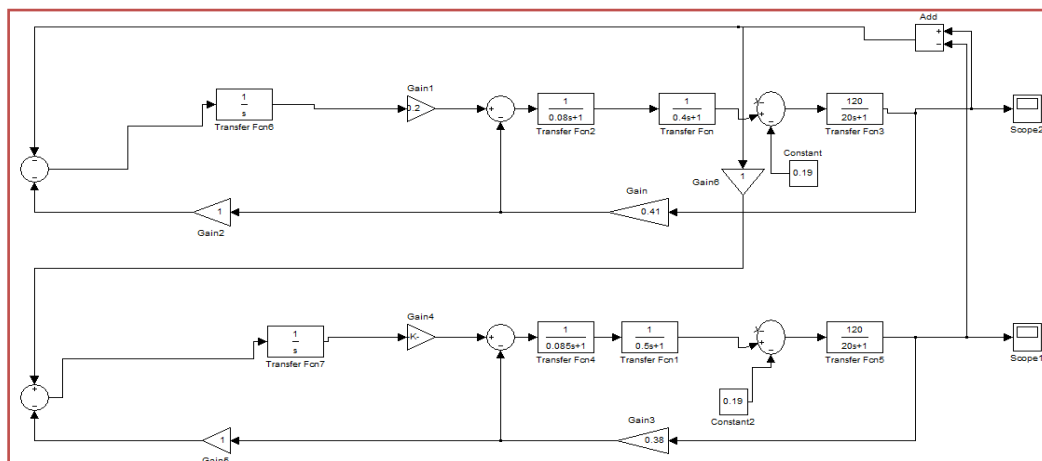 Add
+
−
Gain1
0.2
1
s
Transfer Fcn6
+
−
1
0.08s+1
Transfer Fcn2
1
0.4s+1
Transfer Fcn
−
+
−
120
20s+1
Transfer Fcn3
Scope2
Constant
0.19
−
−
1
Gain2
Gain
0.41
Gain6
1
Gain4
-K-
1
s
Transfer Fcn7
+
−
1
0.085s+1
Transfer Fcn4
1
0.5s+1
Transfer Fcn1
−
+
−
120
20s+1
Transfer Fcn5
Scope1
0.19
Constant2
+
−
1
Gain3
0.38